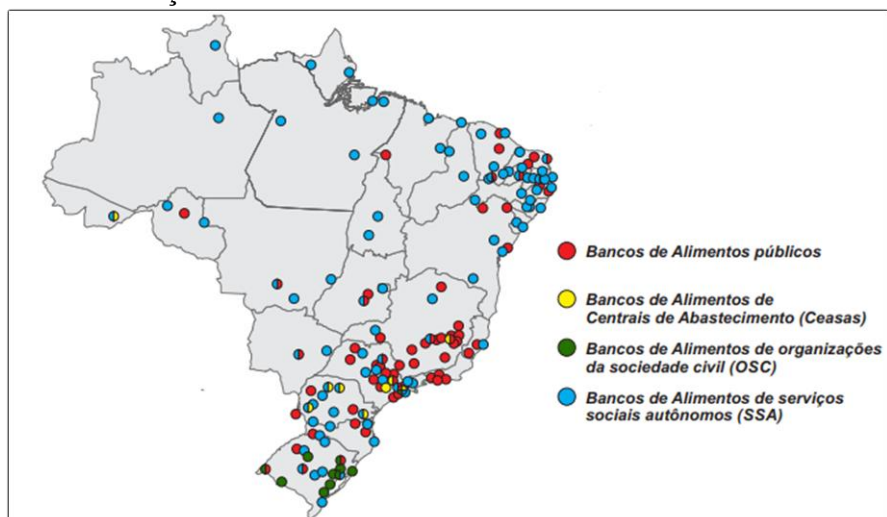 Bancos de Alimentos públicos
Bancos de Alimentos de
Centrais de Abastecimento (Ceasas)
Bancos de Alimentos de organizações
da sociedade civil (OSC)
Bancos de Alimentos de serviços
sociais autônomos (SSA)